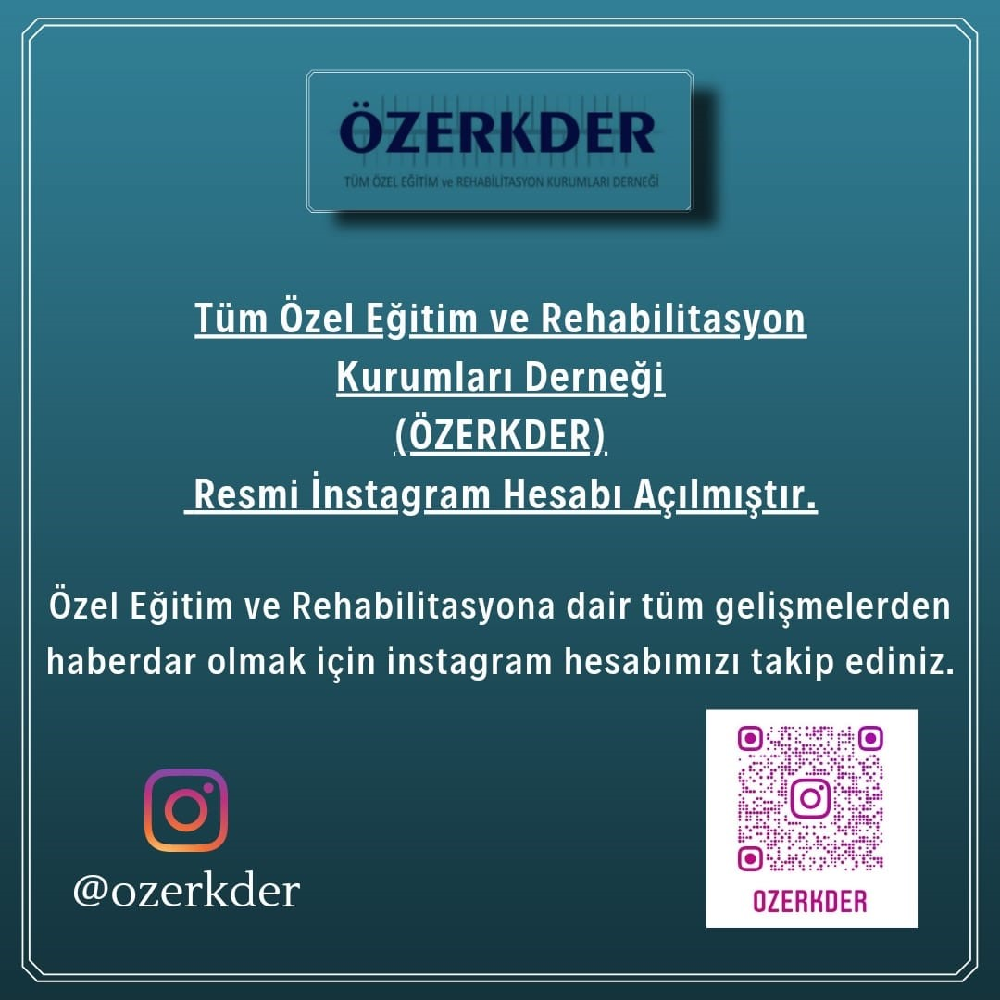 ÖZERKDER
TÜM ÖZEL EĞİTİM ve REHABİLİTASYON KURUMLARI DERNEĞİ
Tüm Özel Eğitim ve Rehabilitasyon
Kurumları Derneği
(ÖZERKDER)
Resmi İnstagram Hesabı Açılmıştır.
Özel Eğitim ve Rehabilitasyona dair tüm gelişmelerden
haberdar olmak için instagram hesabımızı takip ediniz.
@ozerkder
OZERKDER